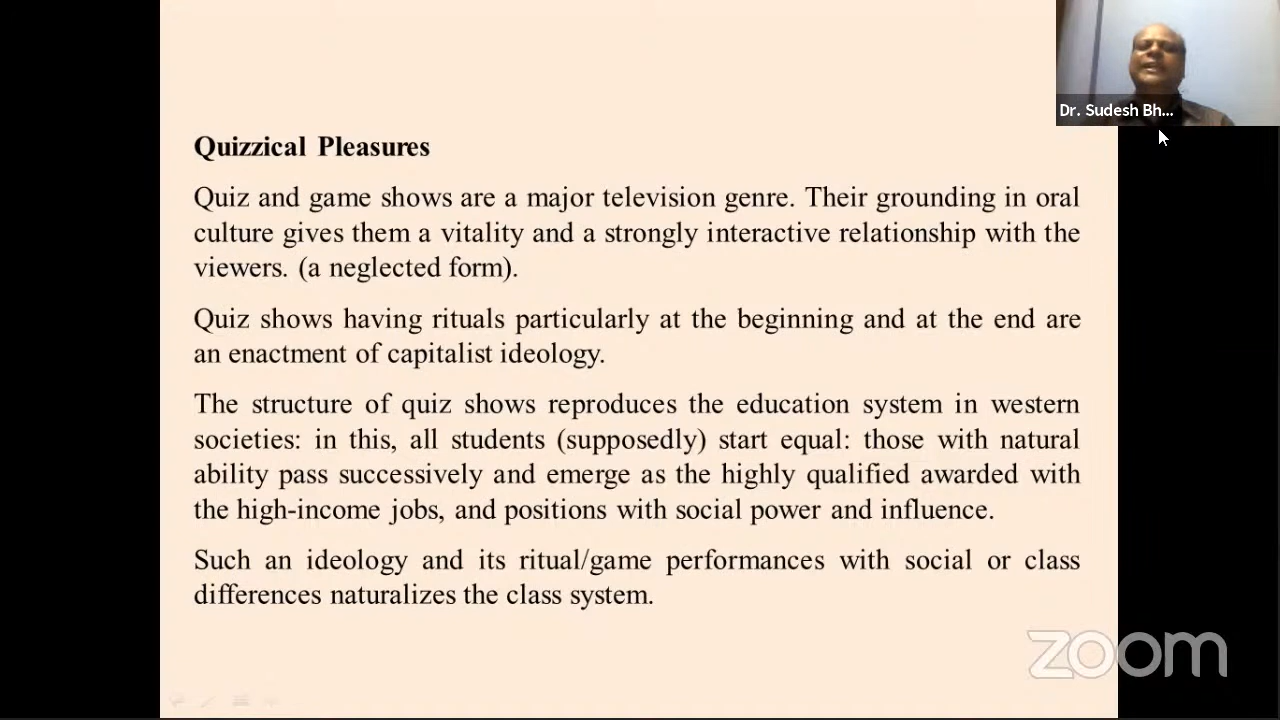 Dr. Sudesh Bh...
Quizzical Pleasures
Quiz and game shows are a major television genre. Their grounding in oral
culture gives them a vitality and a strongly interactive relationship with the
viewers. (a neglected form).
Quiz shows having rituals particularly at the beginning and at the end are
an enactment of capitalist ideology.
The structure of quiz shows reproduces the education system in western
societies: in this, all students (supposedly) start equal: those with natural
ability pass successively and emerge as the highly qualified awarded with
the high-income jobs, and positions with social power and influence.
Such an ideology and its ritual/game performances with social or class
differences naturalizes the class system.
zoom